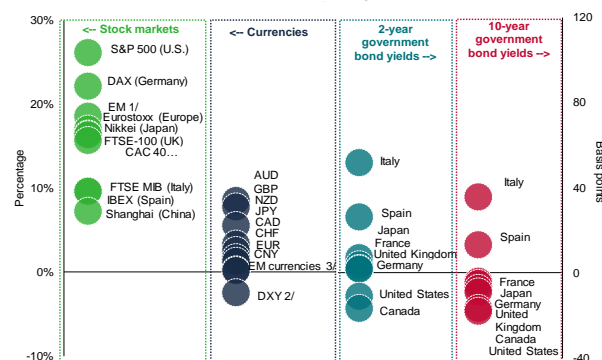 <-- Stock markets
<-- Currencies
2-year
government
bond yields -->
10-year
government
bond yields -->
30%
20%
10%
0%
-10%
Percentage
S&P 500 (U.S.)
DAX (Germany)
EM 1/
Eurostoxx (Europe)
Nikkei (Japan)
FTSE-100 (UK)
CAC 40...
FTSE MIB (Italy)
IBEX (Spain)
Shanghai (China)
AUD
GBP
NZD
JPY
CAD
CHF
EUR
CNY
EM currencies 3/
DXY 2/
Italy
Spain
Japan
France
United Kingdom
Germany
United States
Canada
Italy
Spain
France
Japan
Germany
United
Kingdom
Canada
United States
120
80
40
0
-40
Basis points